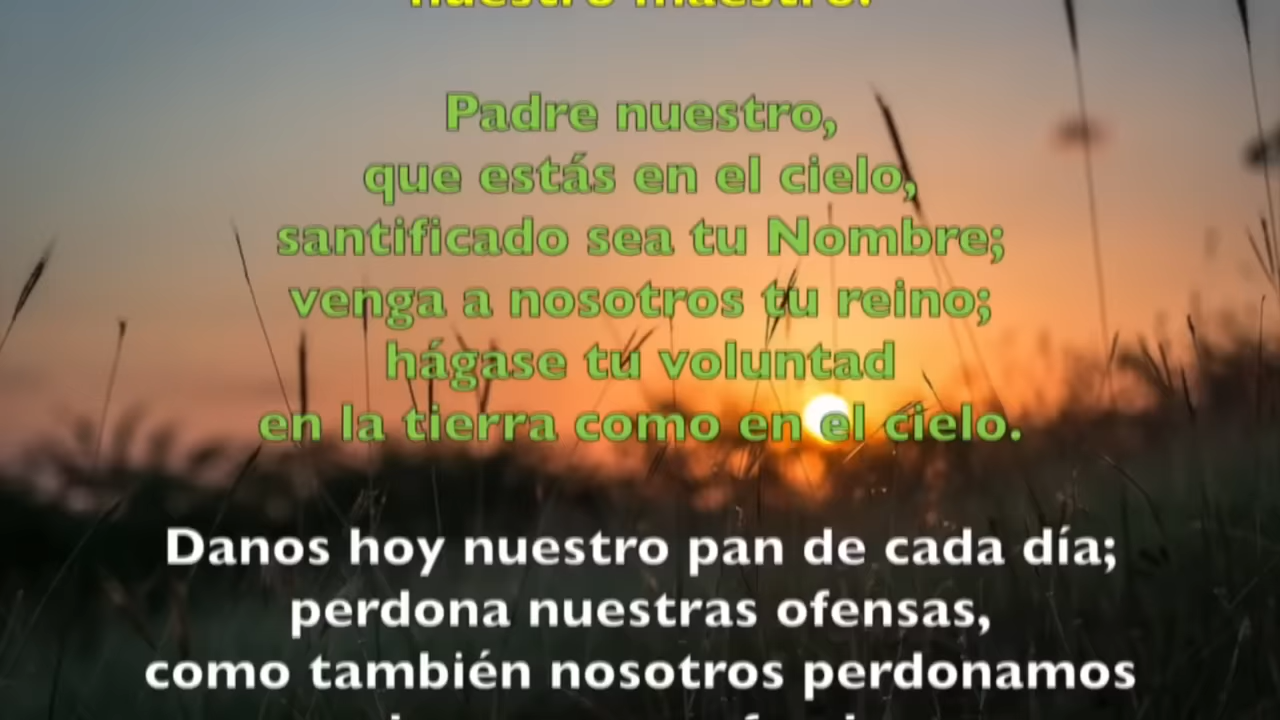 nuestro maestro.
Padre nuestro,
que estás en el cielo,
santificado sea tu Nombre;
venga a nosotros tu reino;
hágase tu voluntad
en la tierra como en el cielo.
Danos hoy nuestro pan de cada día;
perdona nuestras ofensas,
como también nosotros perdonamos